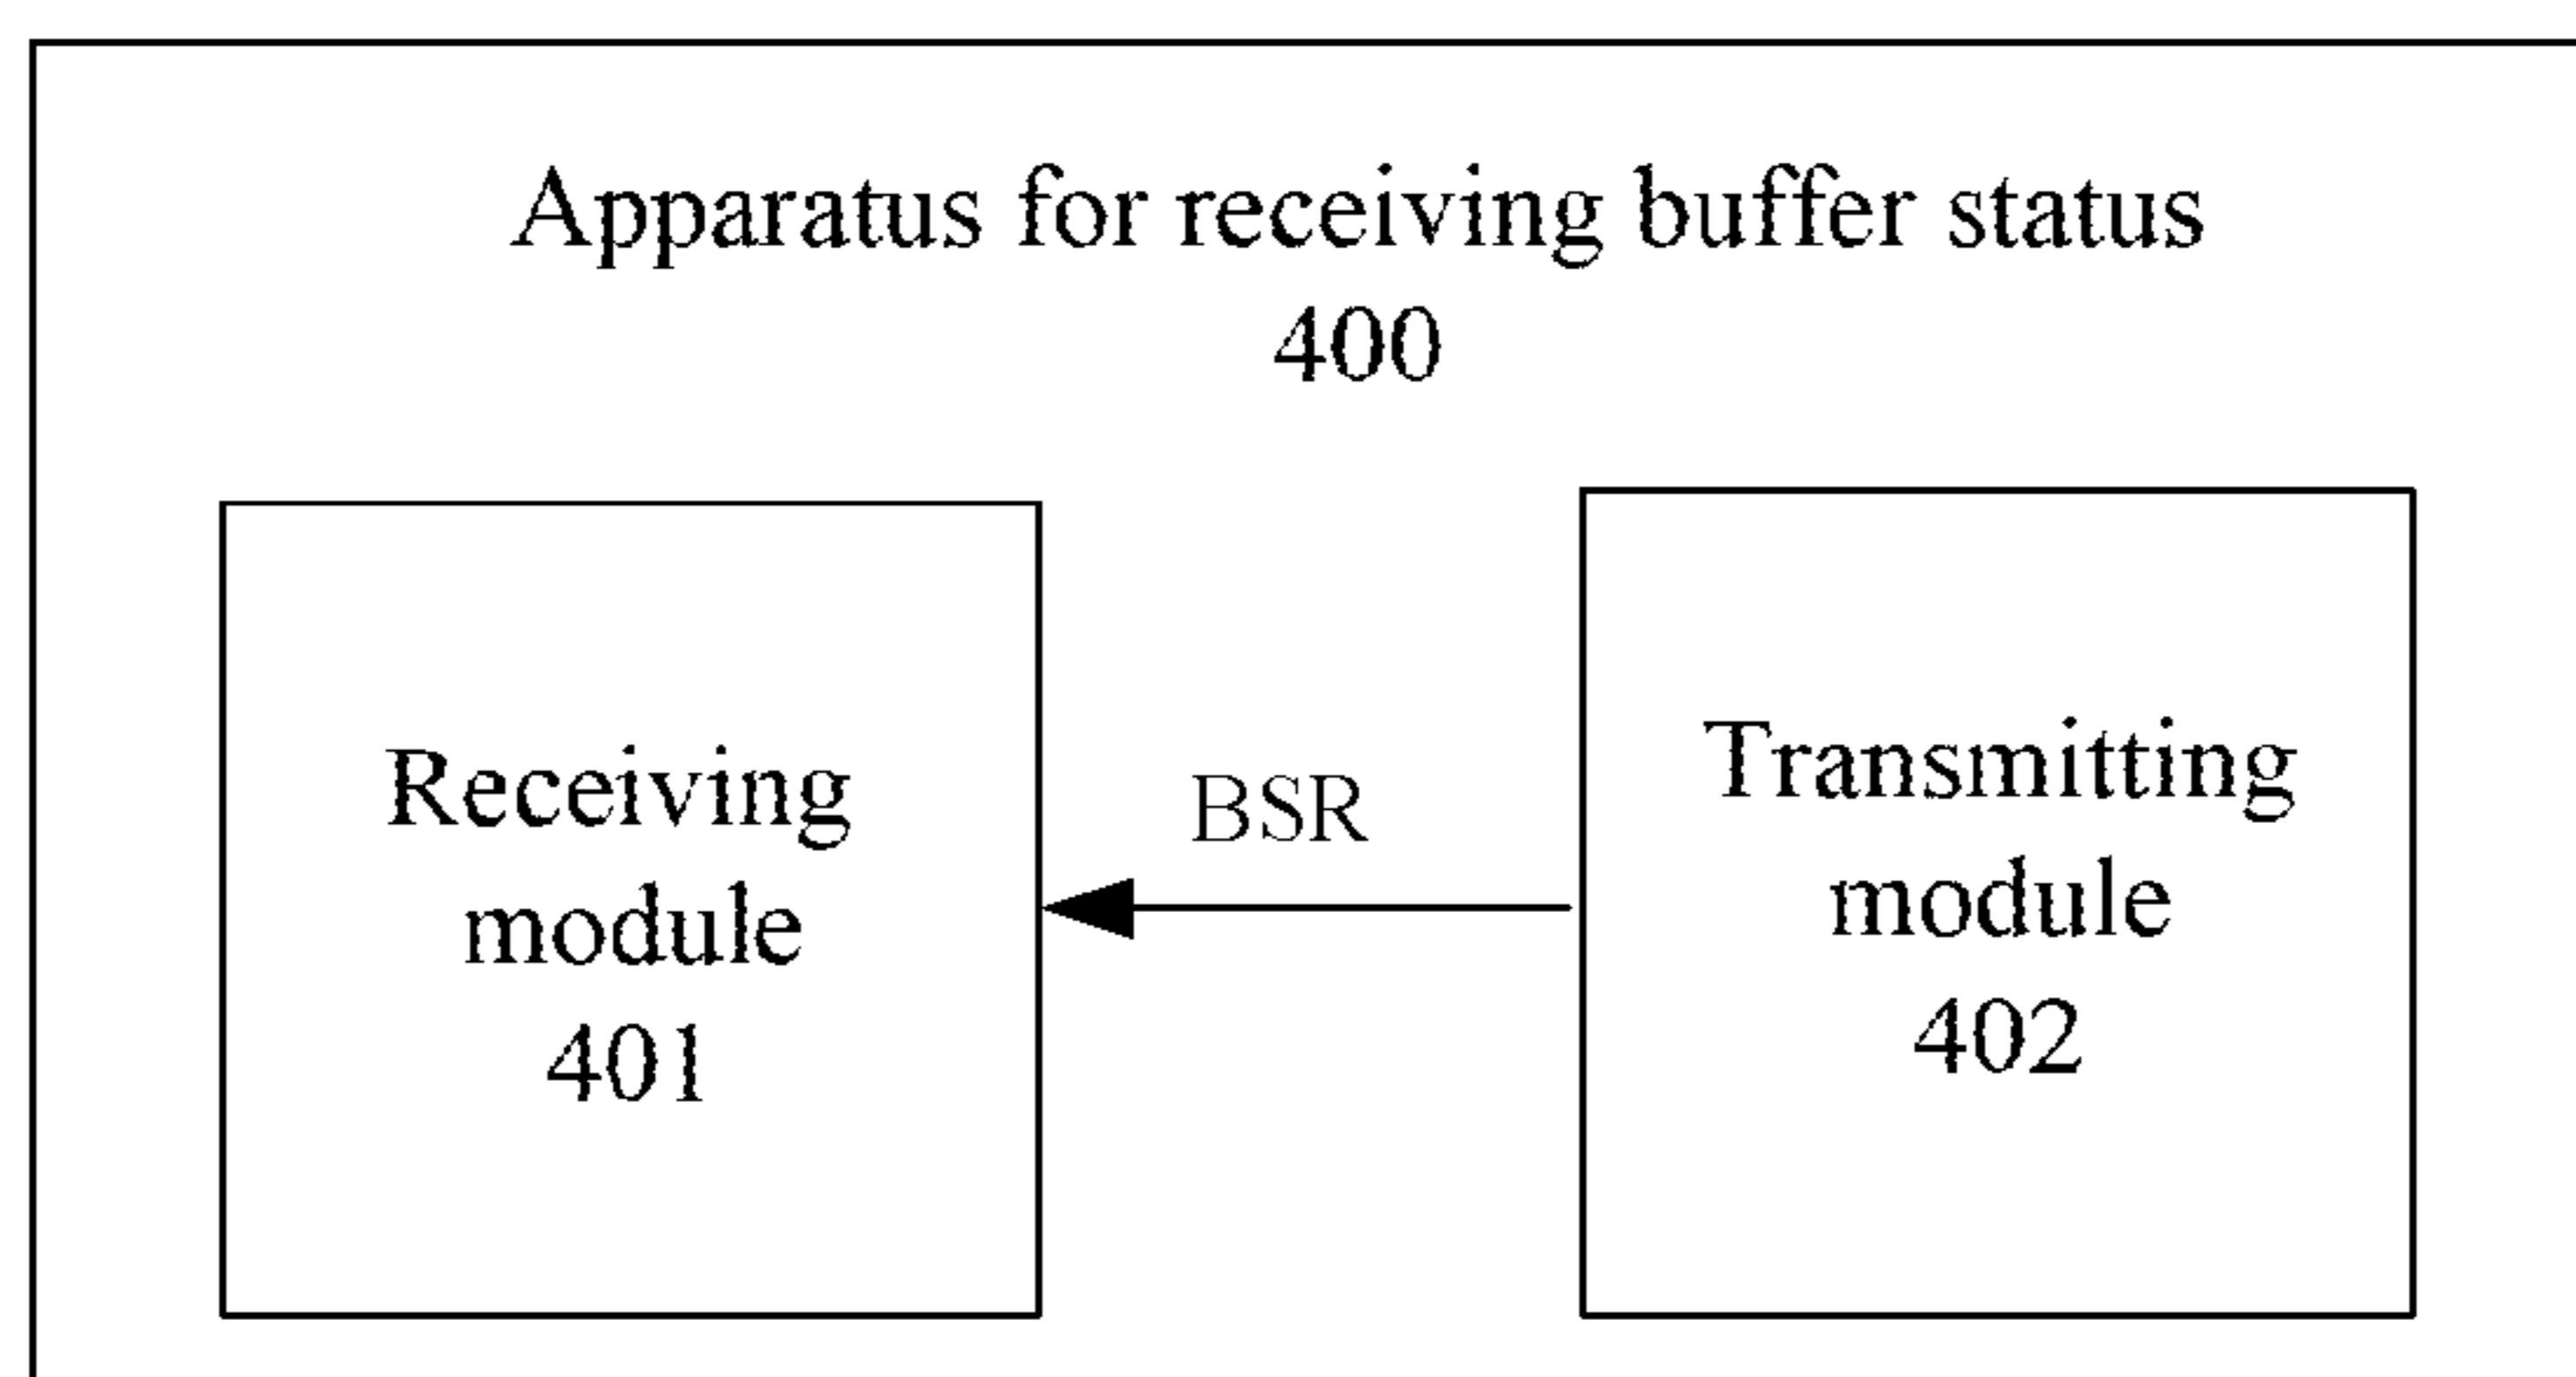 Apparatus for receiving buffer status
400
Receiving
module
401
BSR
Transmitting
module
402